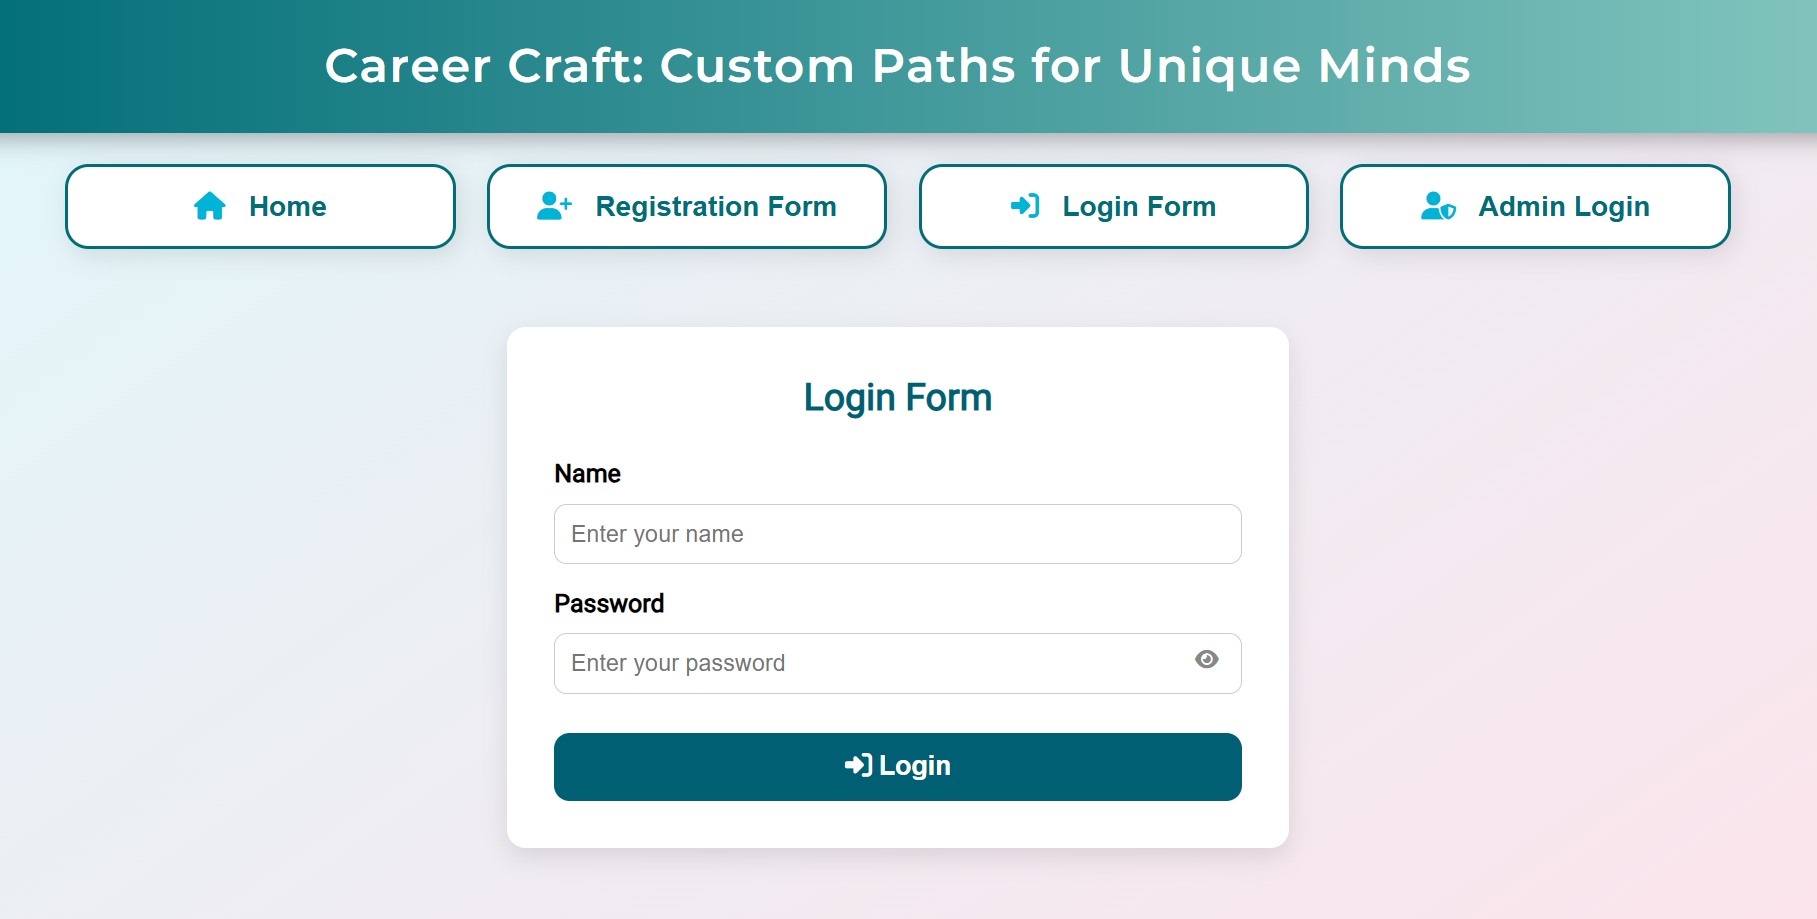 Career Craft: Custom Paths for Unique Minds
Home
Registration Form
Login Form
Admin Login
Login Form
Name
Enter your name
Password
Enter your password
Login